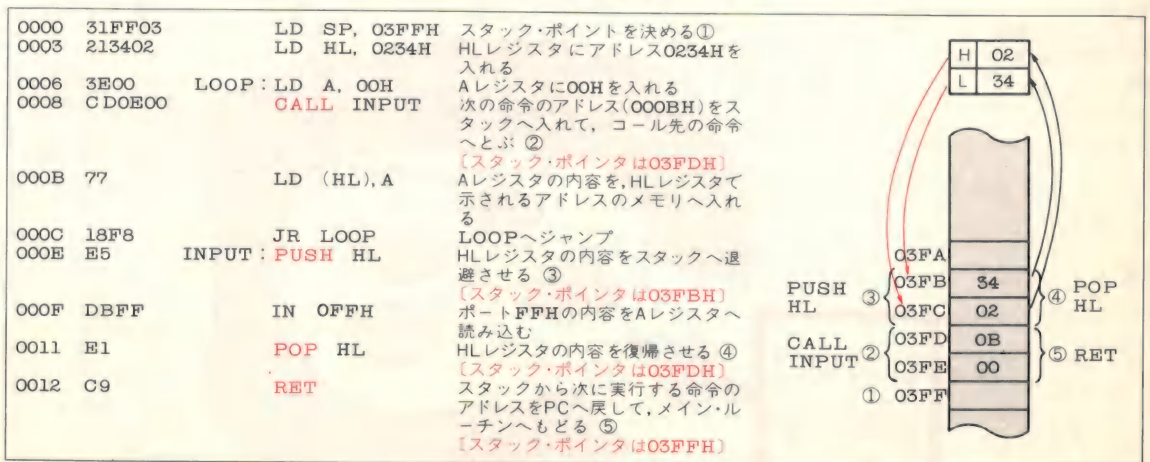 0000 31FF03 LD SP, 03FFH スタック・ポイントを決める①
0003 213402 LD HL, 0234H HLレジスタにアドレス0234Hを
入れる
0006 3E00 LOOP:LD A, 00H Aレジスタに00Hを入れる
0008 CD0E00 CALL INPUT 次の命令のアドレス(000BH)をス
タックへ入れて, コール先の命令
へとぶ ②
[スタック・ポインタは03FDH]
000B 77 LD (HL),A Aレジスタの内容を,HLレジスタで
示されるアドレスのメモリへ入れ
る
000C 18F8 JR LOOP LOOPへジャンプ
000E E5 INPUT:PUSH HL HLレジスタの内容をスタックへ退
避させる ③
[スタック・ポインタは03FBH]
000F DBFF IN 0FFH ポートFFHの内容をAレジスタへ
読み込む
0011 E1 POP HL HLレジスタの内容を復帰させる ④
[スタック・ポインタは03FDH]
0012 C9 RET スタックから次に実行する命令の
アドレスをPCへ戻して,メイン・ル
ーチンへもどる ⑤
[スタック・ポインタは03FFH]
H 02
L 34
03FA
PUSH HL ③ 03FB 34 ④ POP HL
03FC 02
CALL INPUT ② 03FD 0B ⑤ RET
03FE 00
① 03FF